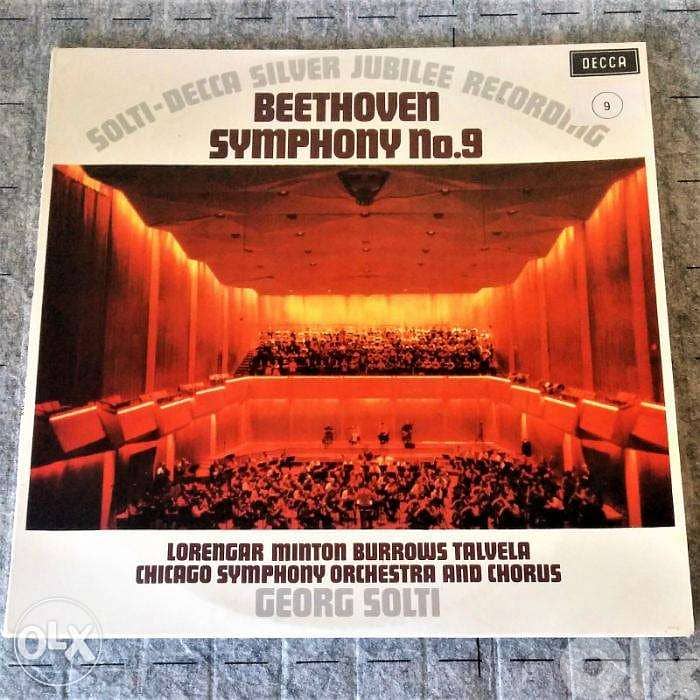 SOLTI-DECCA SILVER JUBILEE RECORDING
DECCA
9
BEETHOVEN
SYMPHONY No.9
LORENGAR MINTON BURROWS TALVELA
CHICAGO SYMPHONY ORCHESTRA AND CHORUS
GEORG SOLTI
OLX